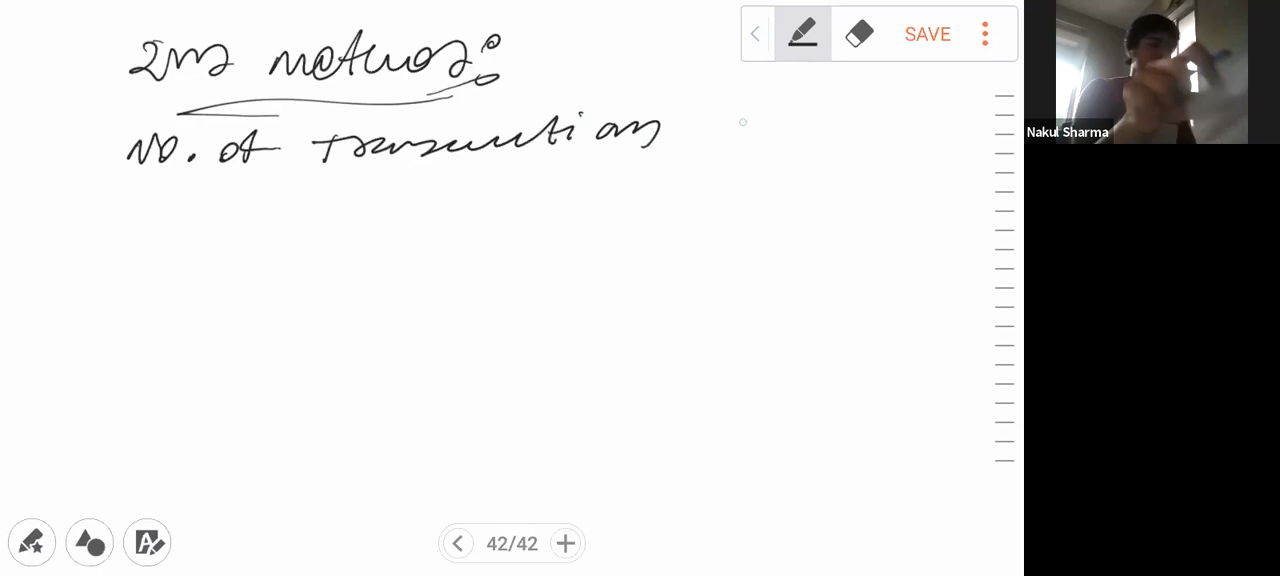 2nd method:
No. of transactions
SAVE
Nakul Sharma
42/42